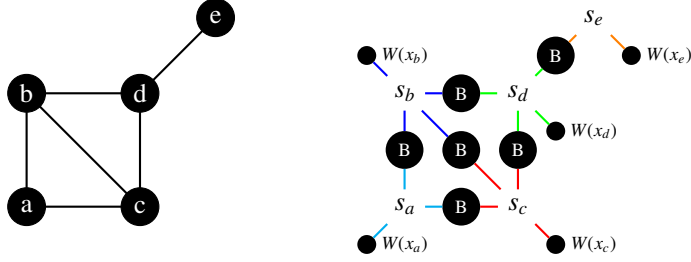 e
b
d
a
c
s_e
W(x_b)
B
W(x_e)
s_b
B
s_d
W(x_d)
B
B
B
s_a
B
s_c
W(x_a)
W(x_c)